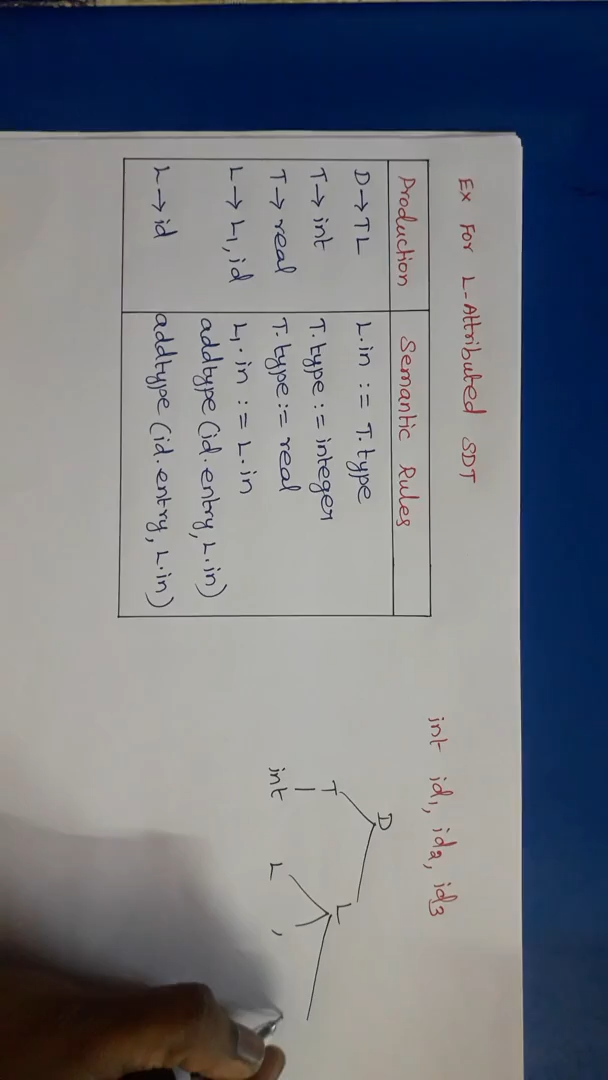 Ex For L-Attributed SDT
Production Semantic Rules
D→TL L.in := T.type
T→int T.type := integer
T→real T.type := real
L→L₁, id L₁.in := L.in
addtype (id.entry, L.in)
L→id addtype (id.entry, L.in)
int id₁, id₂, id₃
D
T L
int L ,